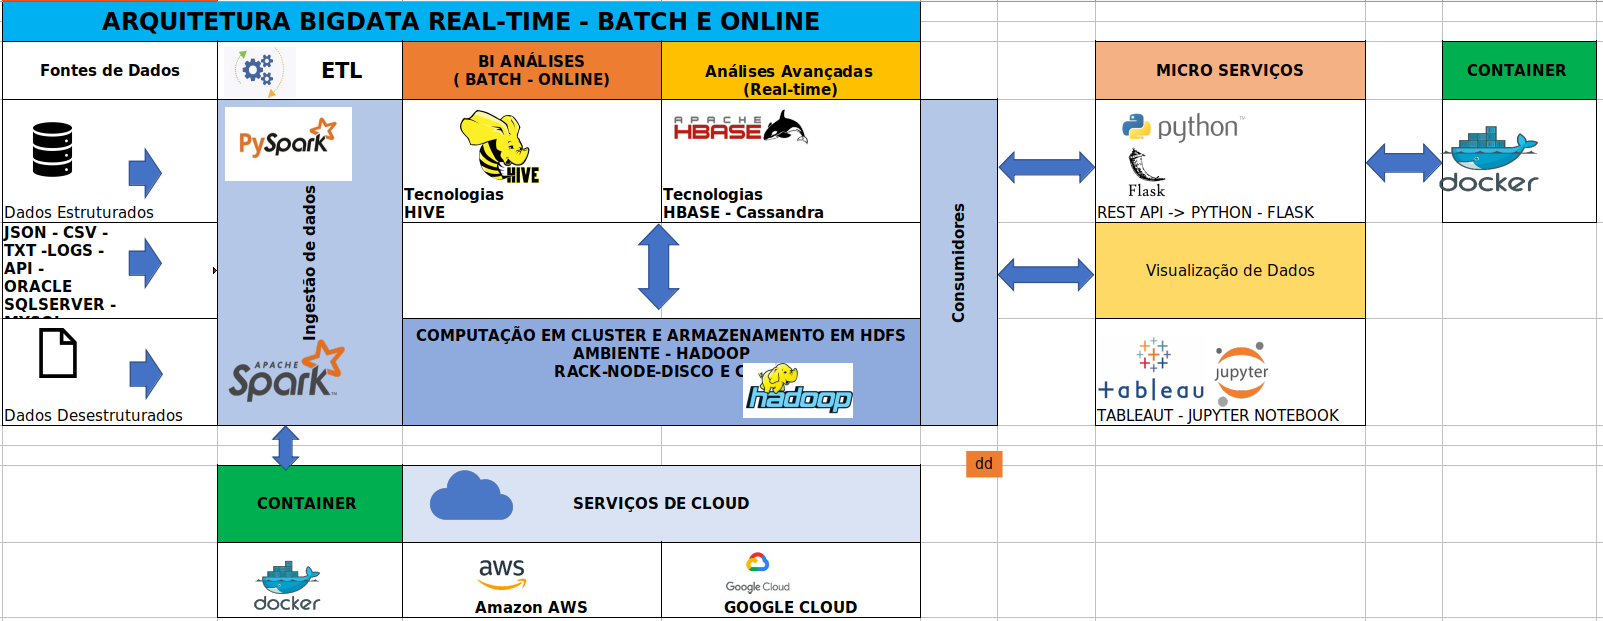 ARQUITETURA BIGDATA REAL-TIME - BATCH E ONLINE
Fontes de Dados
ETL
BI ANÁLISES
( BATCH - ONLINE)
Análises Avançadas
(Real-time)
MICRO SERVIÇOS
CONTAINER
Dados Estruturados
PySpark
Ingestão de dados
HIVE
Tecnologias
HIVE
APACHE
HBASE
Tecnologias
HBASE - Cassandra
Consumidores
python
Flask
REST API -> PYTHON - FLASK
docker
JSON - CSV -
TXT -LOGS -
API -
ORACLE
SQLSERVER -
Visualização de Dados
Dados Desestruturados
APACHE
Spark
COMPUTAÇÃO EM CLUSTER E ARMAZENAMENTO EM HDFS
AMBIENTE - HADOOP
RACK-NODE-DISCO E
hadoop
tableau
jupyter
TABLEAUT - JUPYTER NOTEBOOK
dd
CONTAINER
SERVIÇOS DE CLOUD
docker
aws
Amazon AWS
Google Cloud
GOOGLE CLOUD